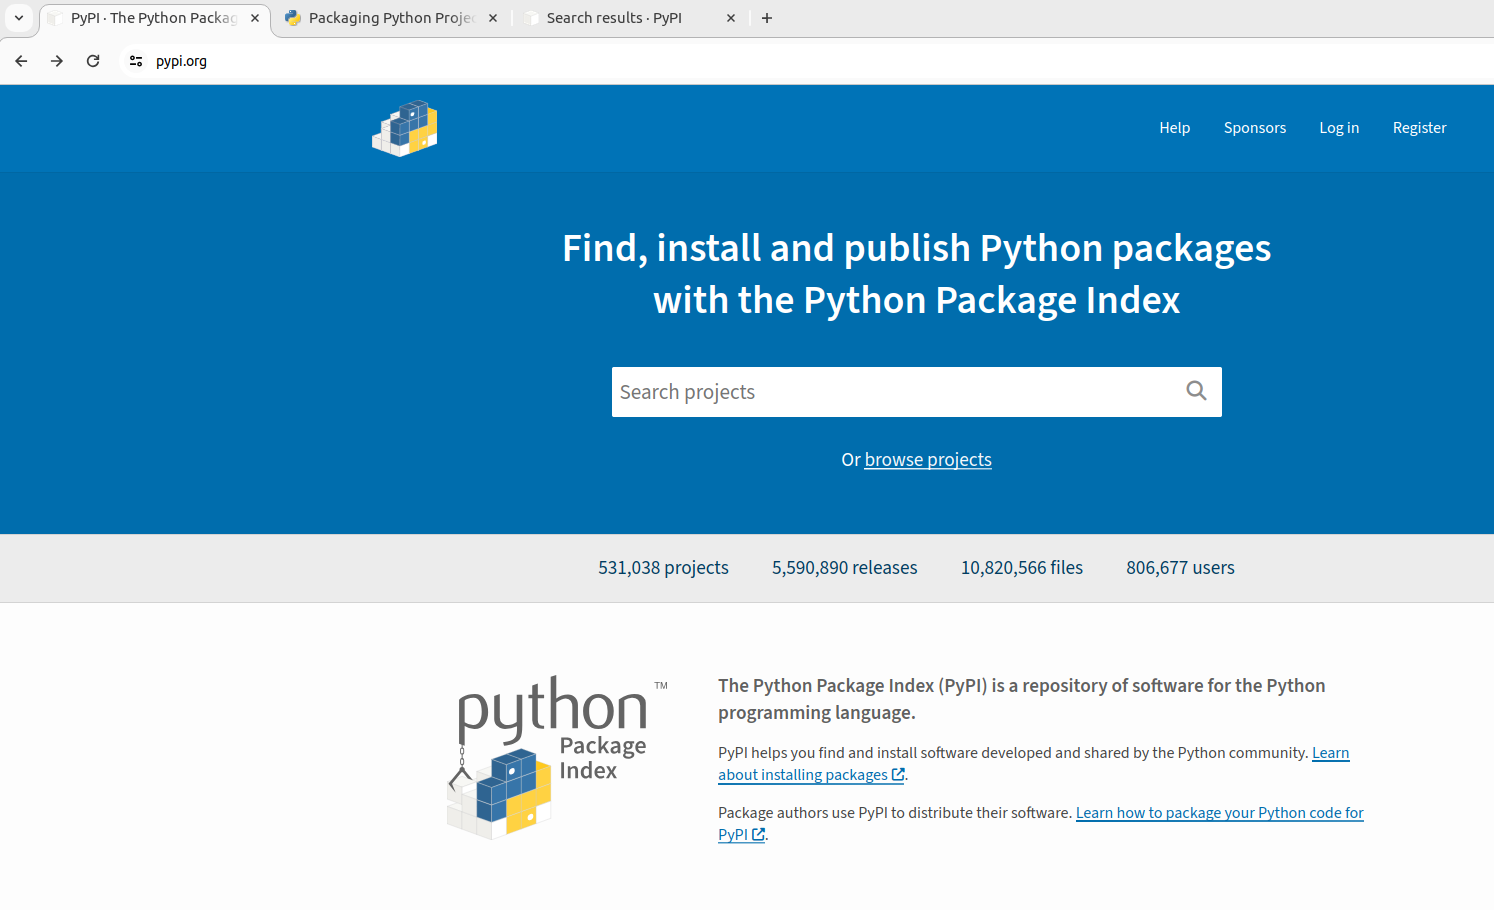 PyPI · The Python Packag
Packaging Python Projec
Search results · PyPI
pypi.org
Help
Sponsors
Log in
Register
Find, install and publish Python packages
with the Python Package Index
Search projects
Or browse projects
531,038 projects
5,590,890 releases
10,820,566 files
806,677 users
python ™
Package
Index
The Python Package Index (PyPI) is a repository of software for the Python
programming language.
PyPI helps you find and install software developed and shared by the Python community. Learn
about installing packages.
Package authors use PyPI to distribute their software. Learn how to package your Python code for
PyPI.